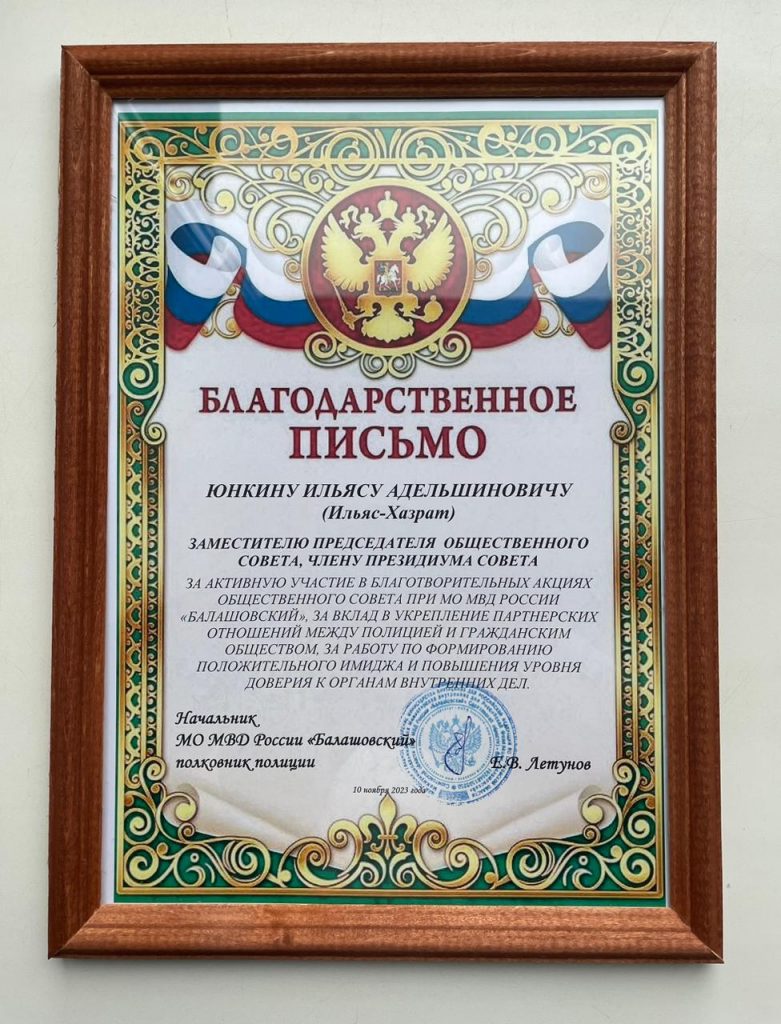 БЛАГОДАРСТВЕННОЕ
ПИСЬМО
ЮНКИНУ ИЛЬЯСУ АДЕЛЬШИНОВИЧУ
(Ильяс-Хазрат)
ЗАМЕСТИТЕЛЮ ПРЕДСЕДАТЕЛЯ ОБЩЕСТВЕННОГО
СОВЕТА, ЧЛЕНУ ПРЕЗИДИУМА СОВЕТА
ЗА АКТИВНУЮ УЧАСТИЕ В БЛАГОТВОРИТЕЛЬНЫХ АКЦИЯХ
ОБЩЕСТВЕННОГО СОВЕТА ПРИ МО МВД РОССИИ
«БАЛАШОВСКИЙ», ЗА ВКЛАД В УКРЕПЛЕНИЕ ПАРТНЕРСКИХ
ОТНОШЕНИЙ МЕЖДУ ПОЛИЦИЕЙ И ГРАЖДАНСКИМ
ОБЩЕСТВОМ, ЗА РАБОТУ ПО ФОРМИРОВАНИЮ
ПОЛОЖИТЕЛЬНОГО ИМИДЖА И ПОВЫШЕНИЯ УРОВНЯ
ДОВЕРИЯ К ОРГАНАМ ВНУТРЕННИХ ДЕЛ.
Начальник
МО МВД России «Балашовский»
полковник полиции Е.В. Летунов
10 ноября 2023 года